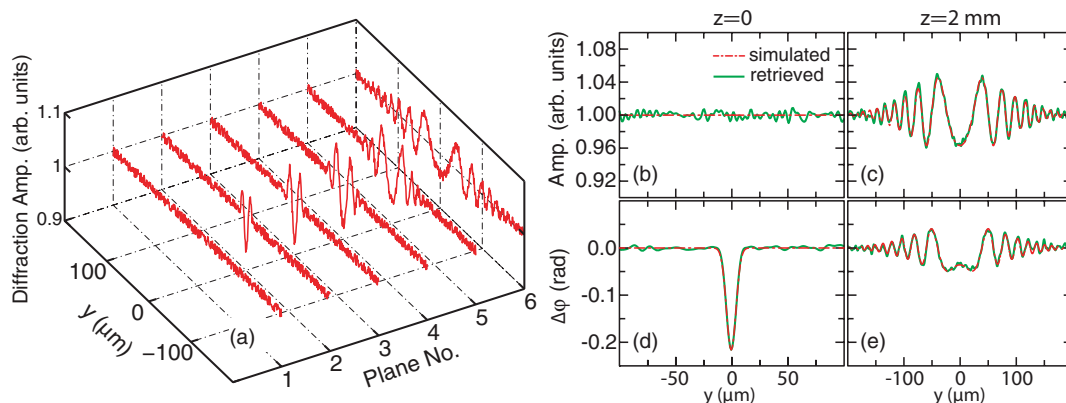 Diffraction Amp. (arb. units)
1.1
1
0.9
100
0
−100
y (μm)
(a)
1
2
3
4
5
6
Plane No.
z=0
z=2 mm
Amp. (arb. units)
1.08
1.04
1.00
0.96
0.92
simulated
retrieved
(b)
(c)
Δφ (rad)
0.0
-0.1
-0.2
(d)
(e)
-50
0
50
y (μm)
-100
0
100
y (μm)